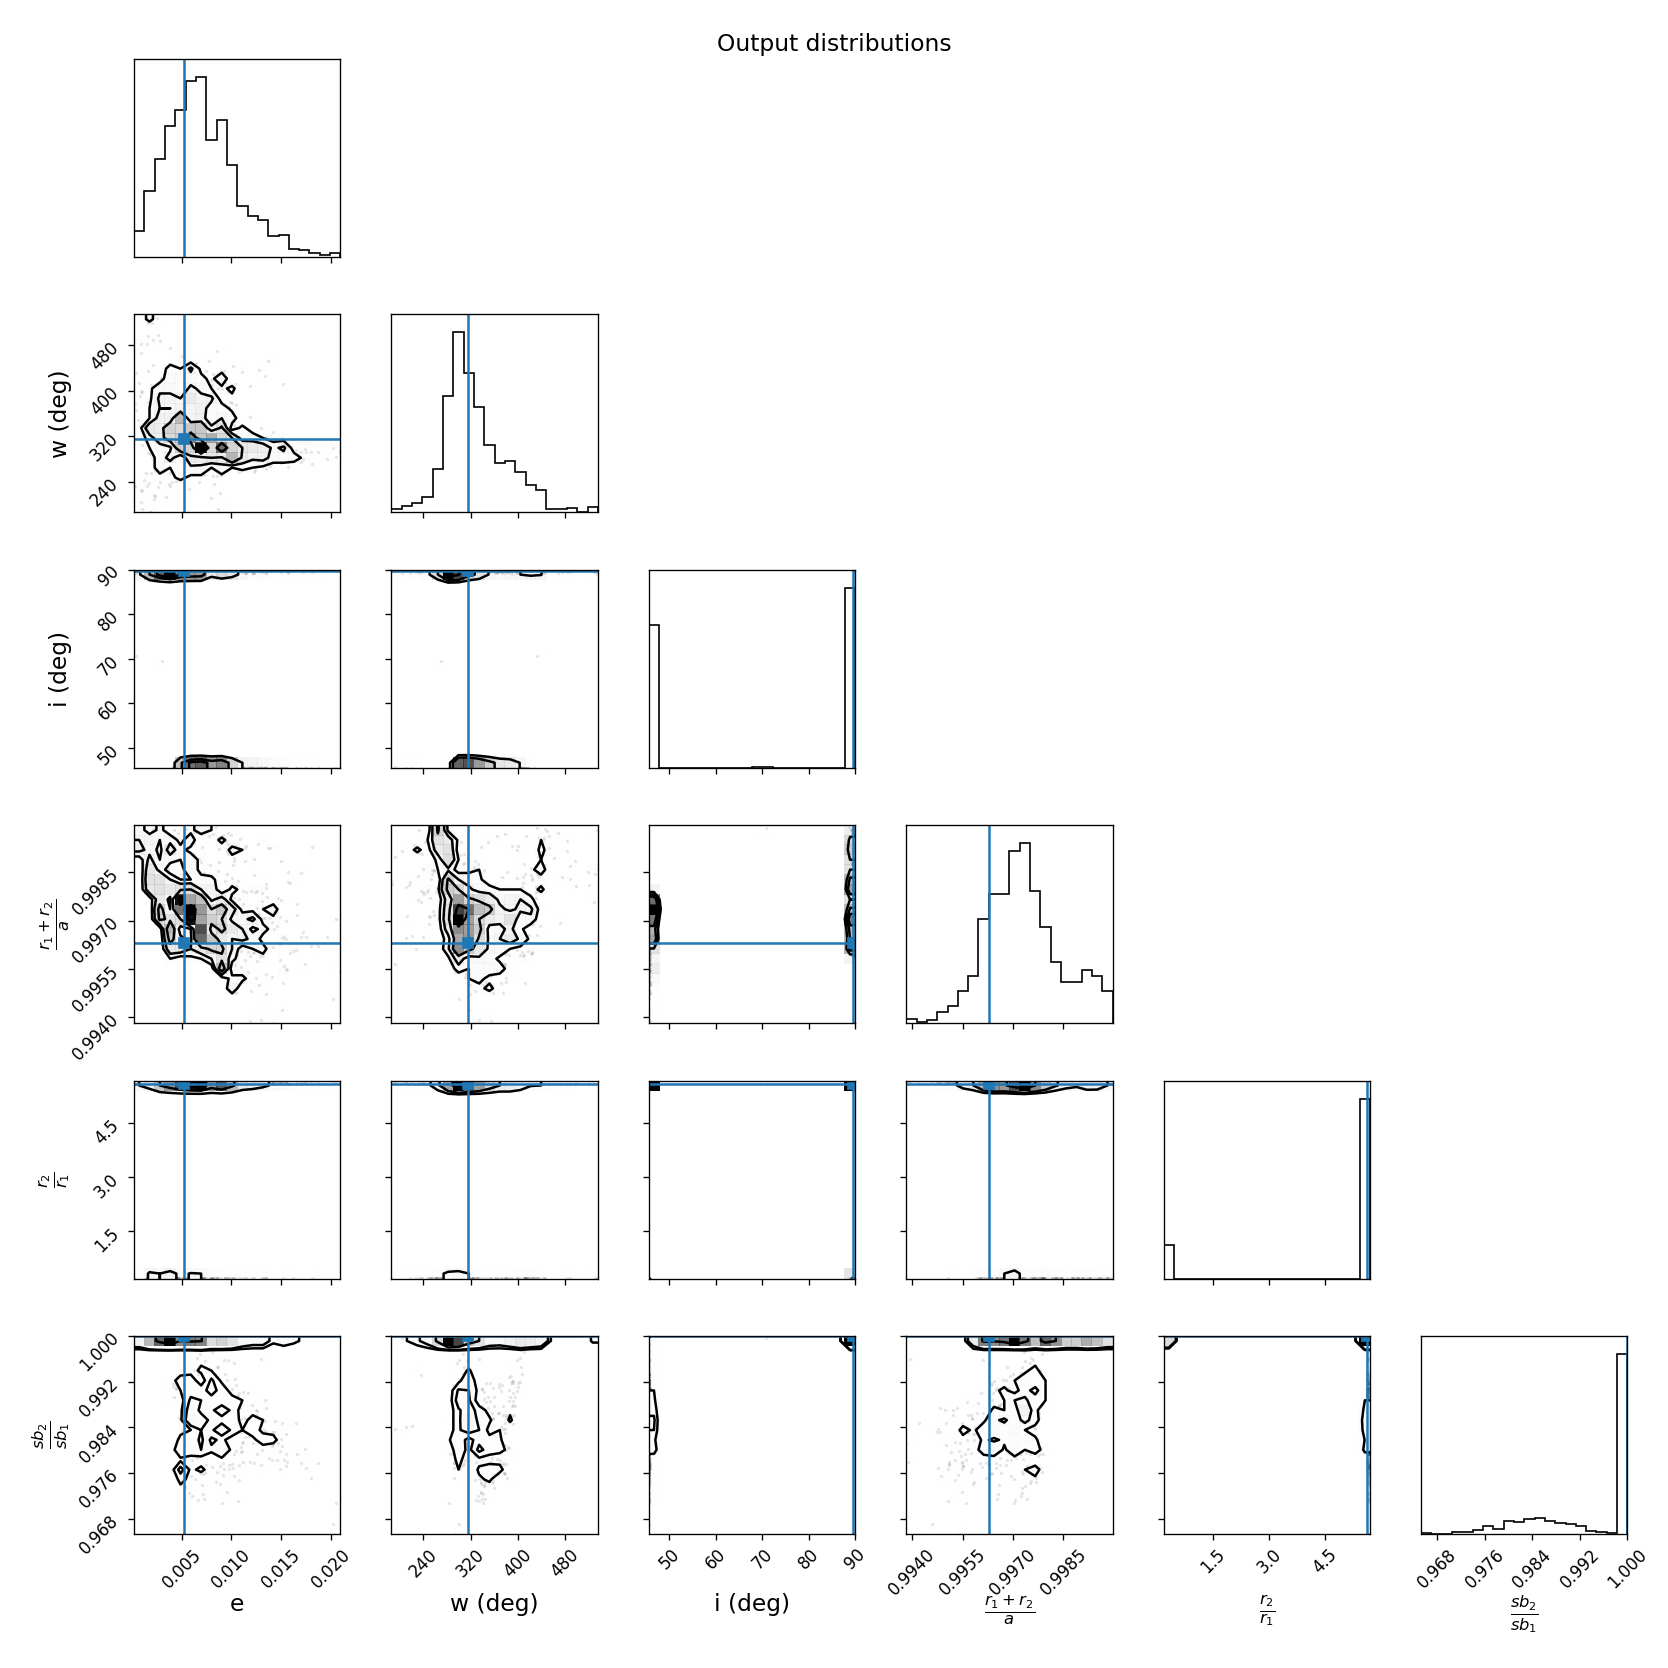 Output distributions
w (deg)
480
400
320
240
i (deg)
90
80
70
60
50
r₁ + r₂
a
0.9985
0.9970
0.9955
0.9940
r₂
r₁
4.5
3.0
1.5
sb₂
sb₁
1.000
0.992
0.984
0.976
0.968
0.005 0.010 0.015 0.020 240 320 400 480 50 60 70 80 90 0.9940 0.9955 0.9970 0.9985 1.5 3.0 4.5 0.968 0.976 0.984 0.992 1.000
e w (deg) i (deg) r₁ + r₂ r₂ sb₂
a r₁ sb₁